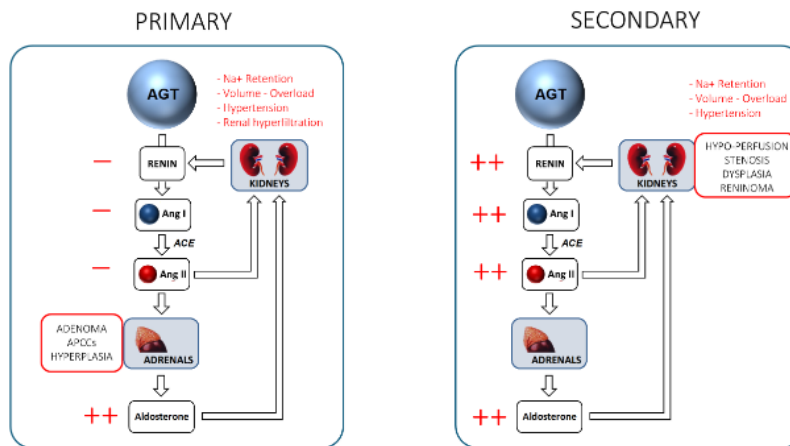 PRIMARY
AGT
- Na+ Retention
- Volume - Overload
- Hypertension
- Renal hyperfiltration
–
RENIN
KIDNEYS
–
Ang I
ACE
–
Ang II
ADENOMA
APCCs
HYPERPLASIA
ADRENALS
++
Aldosterone
SECONDARY
AGT
- Na+ Retention
- Volume - Overload
- Hypertension
++
RENIN
KIDNEYS
HYPO-PERFUSION
STENOSIS
DYSPLASIA
RENINOMA
++
Ang I
ACE
++
Ang II
ADRENALS
++
Aldosterone